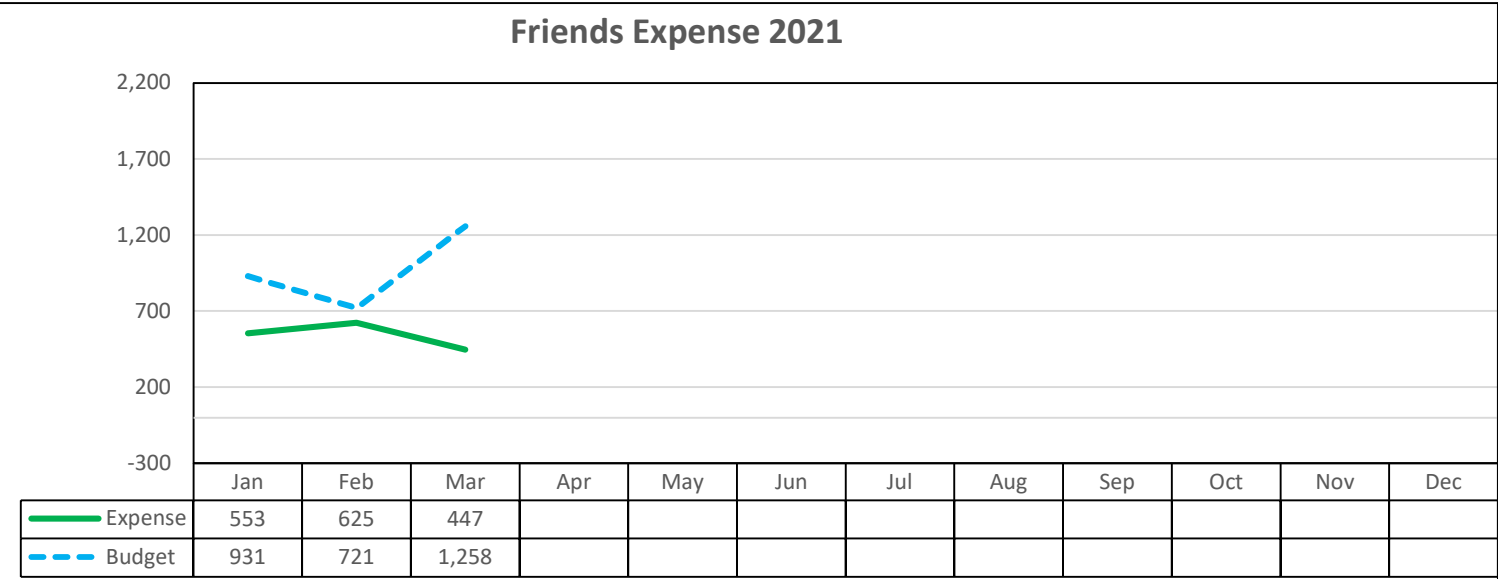 Friends Expense 2021
2,200
1,700
1,200
700
200
-300
Jan Feb Mar Apr May Jun Jul Aug Sep Oct Nov Dec
Expense 553 625 447
Budget 931 721 1,258